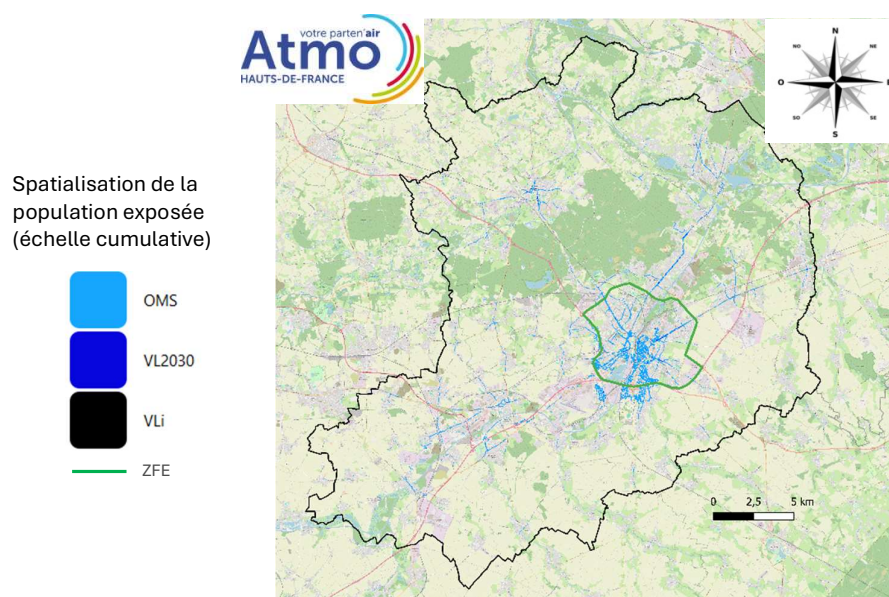 votre parten'air
Atmo
HAUTS-DE-FRANCE
N
NO
NE
O
SO
SE
S
Spatialisation de la
population exposée
(échelle cumulative)
OMS
VL2030
VLi
ZFE
0 2,5 5 km